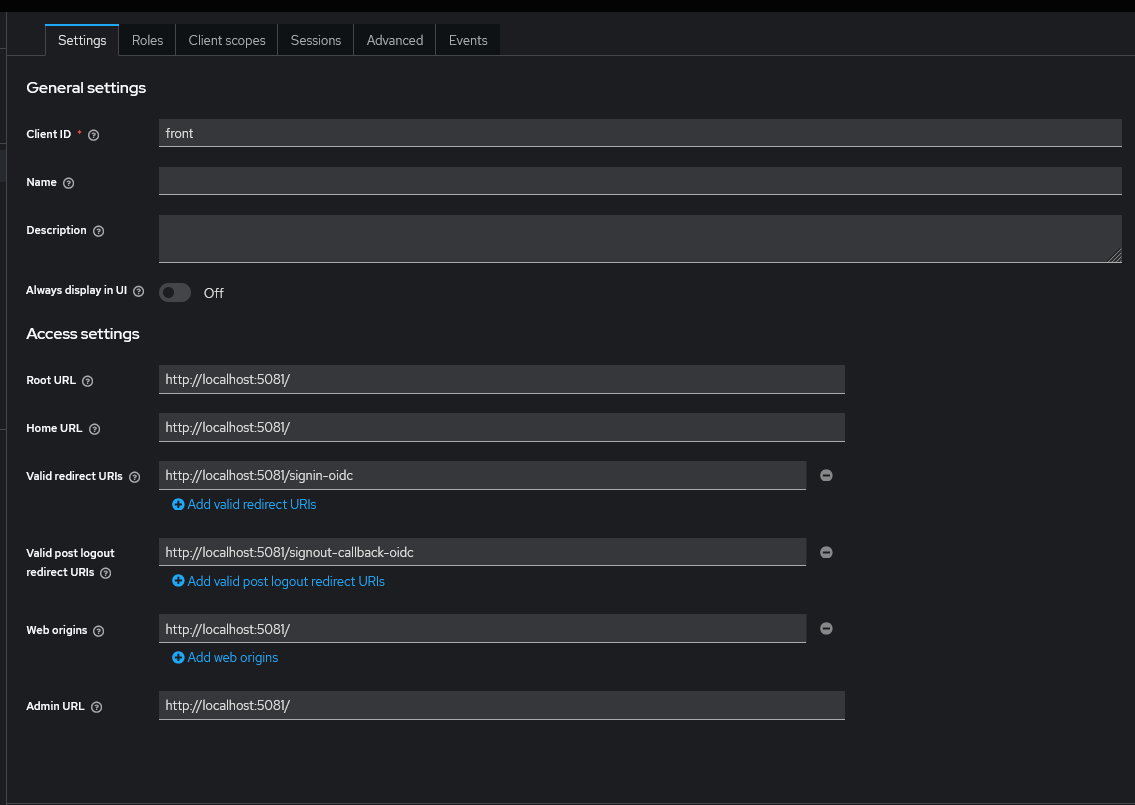 Settings Roles Client scopes Sessions Advanced Events
General settings
Client ID * front
Name
Description
Always display in UI Off
Access settings
Root URL http://localhost:5081/
Home URL http://localhost:5081/
Valid redirect URIs http://localhost:5081/signin-oidc
Add valid redirect URIs
Valid post logout http://localhost:5081/signout-callback-oidc
redirect URIs
Add valid post logout redirect URIs
Web origins http://localhost:5081/
Add web origins
Admin URL http://localhost:5081/